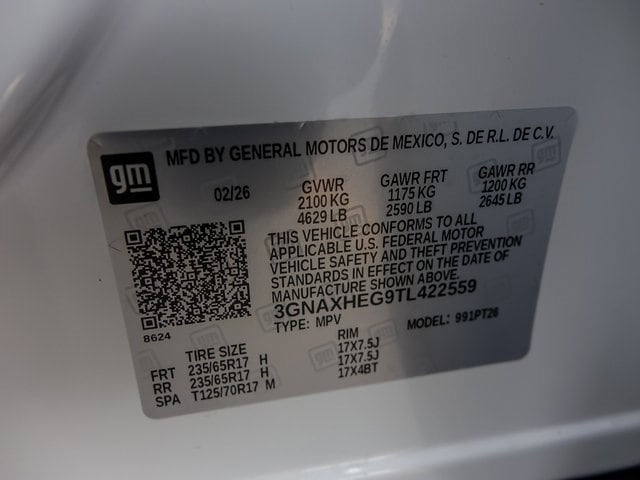 gm
MFD BY GENERAL MOTORS DE MEXICO, S. DE R.L. DE C.V.
02/26 GVWR GAWR FRT GAWR RR
2100 KG 1175 KG 1200 KG
4629 LB 2590 LB 2645 LB
THIS VEHICLE CONFORMS TO ALL
APPLICABLE U.S. FEDERAL MOTOR
VEHICLE SAFETY AND THEFT PREVENTION
STANDARDS IN EFFECT ON THE DATE OF
MANUFACTURE SHOWN ABOVE.
3GNAXHEG9TL422559
TYPE: MPV MODEL: 991PT26
8624
TIRE SIZE RIM
FRT 235/65R17 H 17X7.5J
RR 235/65R17 H 17X7.5J
SPA T125/70R17 M 17X4BT